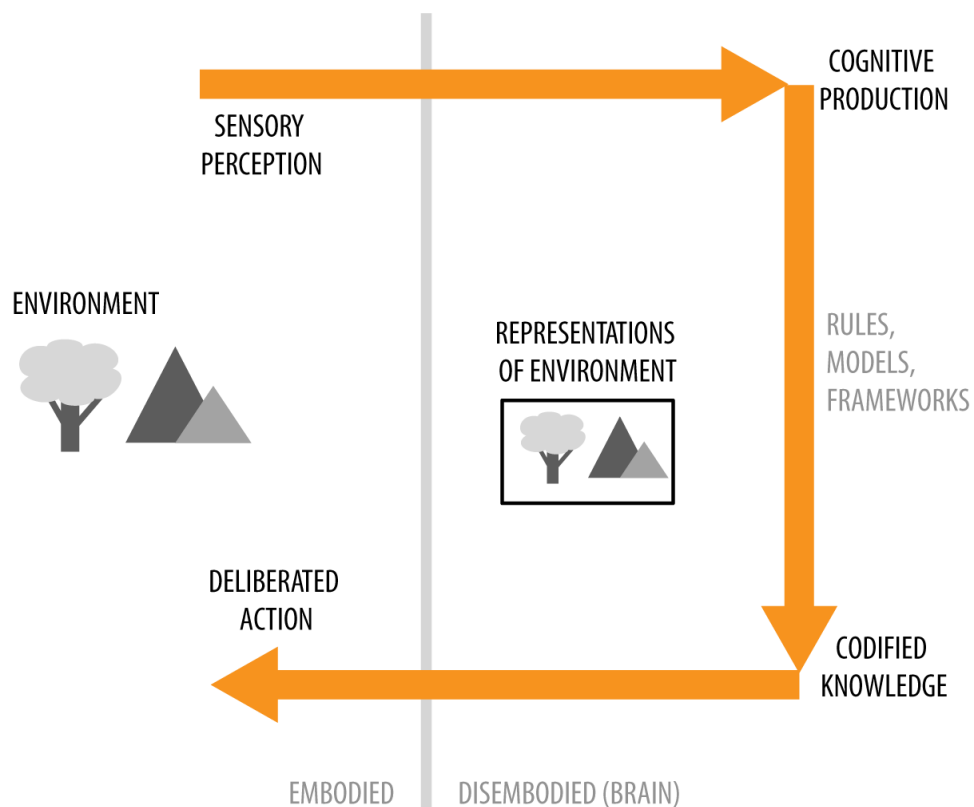 COGNITIVE
PRODUCTION
SENSORY
PERCEPTION
ENVIRONMENT
REPRESENTATIONS
OF ENVIRONMENT
RULES,
MODELS,
FRAMEWORKS
DELIBERATED
ACTION
CODIFIED
KNOWLEDGE
EMBODIED
DISEMBODIED (BRAIN)